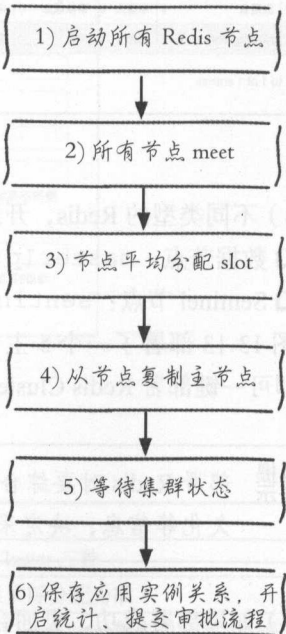 1) 启动所有 Redis 节点
2) 所有节点 meet
3) 节点平均分配 slot
4) 从节点复制主节点
5) 等待集群状态
6) 保存应用实例关系，开
启统计、提交审批流程